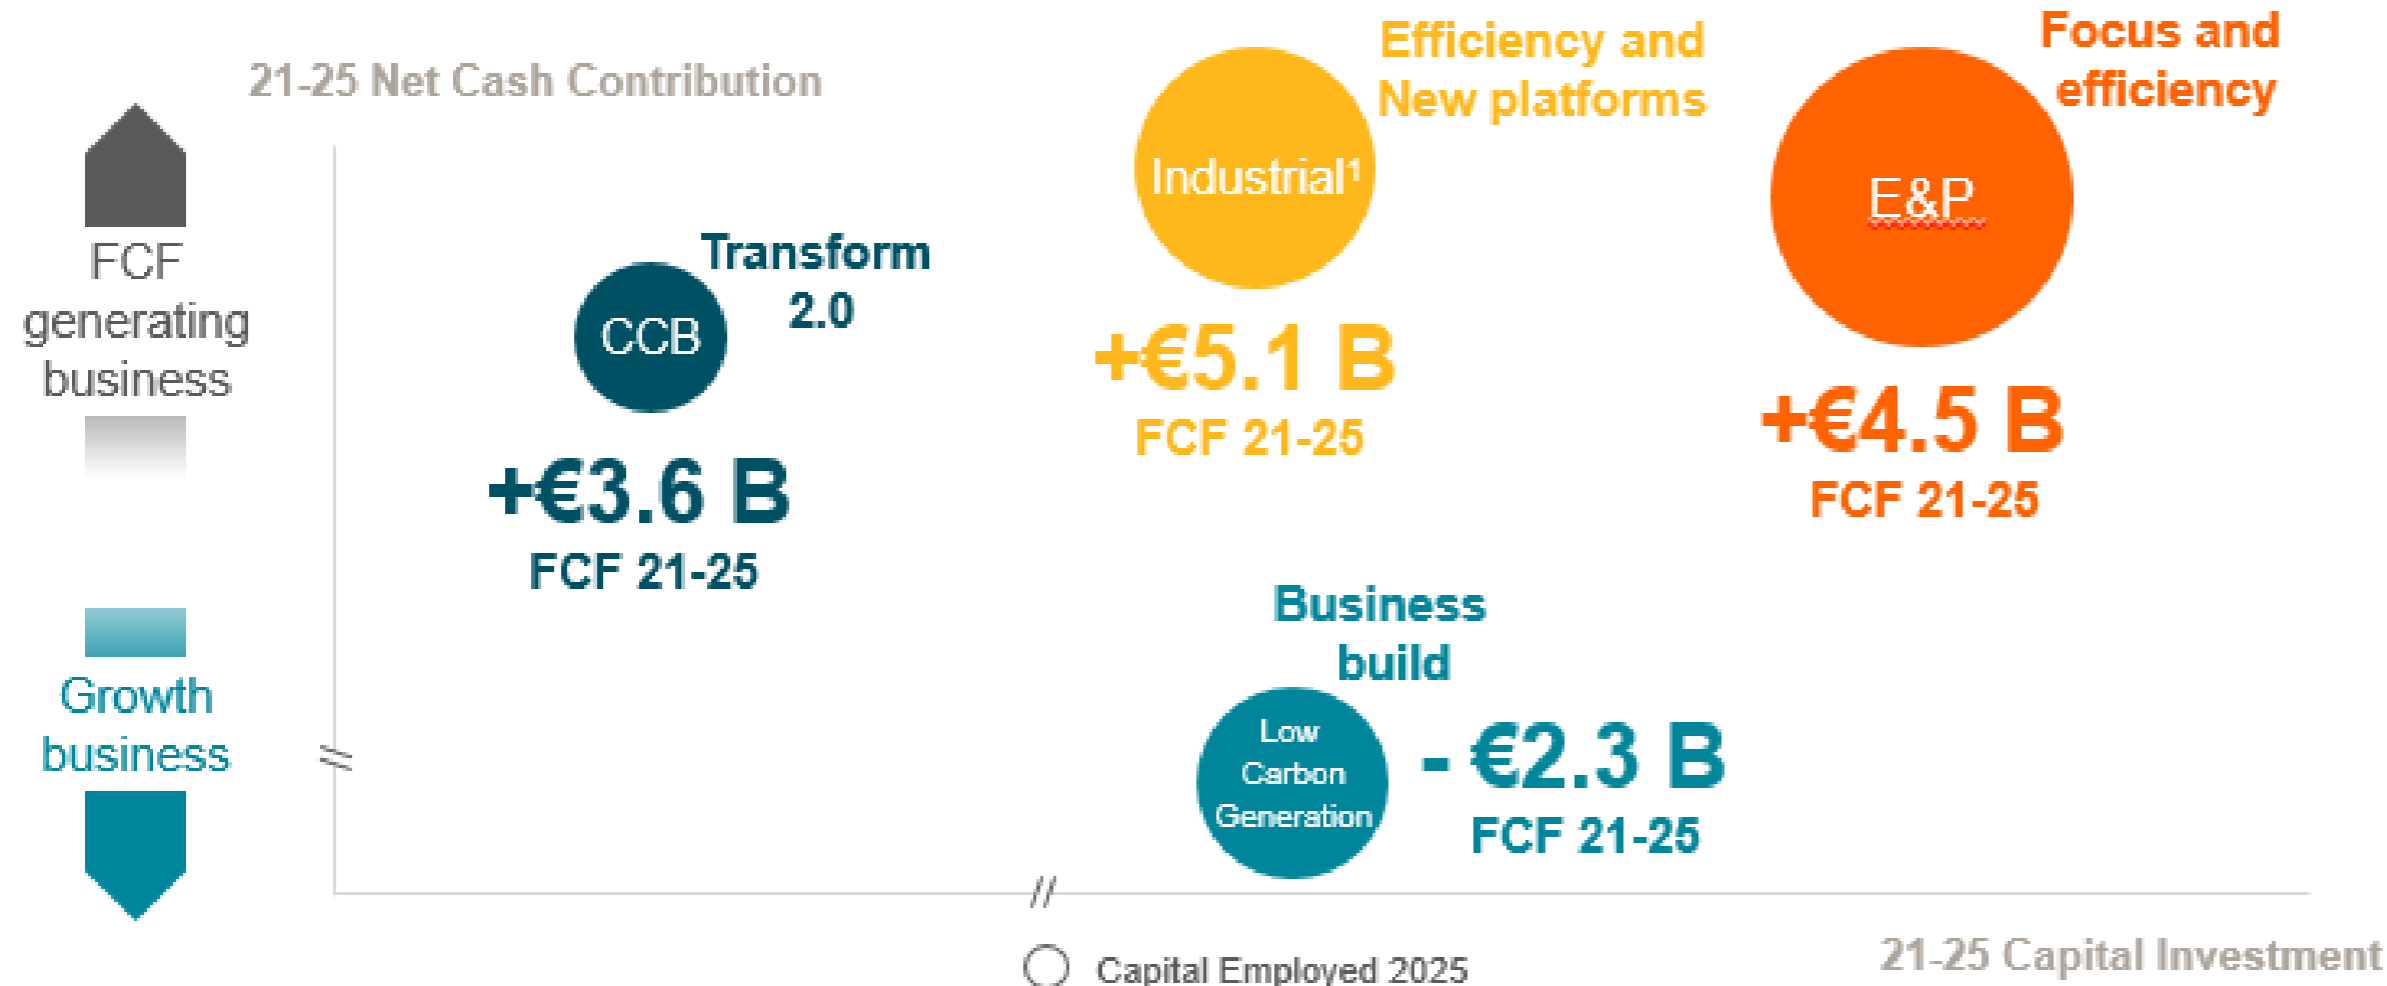 21-25 Net Cash Contribution
FCF
generating
business
Growth
business
Transform
2.0
CCB
+€3.6 B
FCF 21-25
Efficiency and
New platforms
Industrial¹
+€5.1 B
FCF 21-25
Focus and
efficiency
E&P
+€4.5 B
FCF 21-25
Business
build
Low
Carbon
Generation
- €2.3 B
FCF 21-25
Capital Employed 2025
21-25 Capital Investment